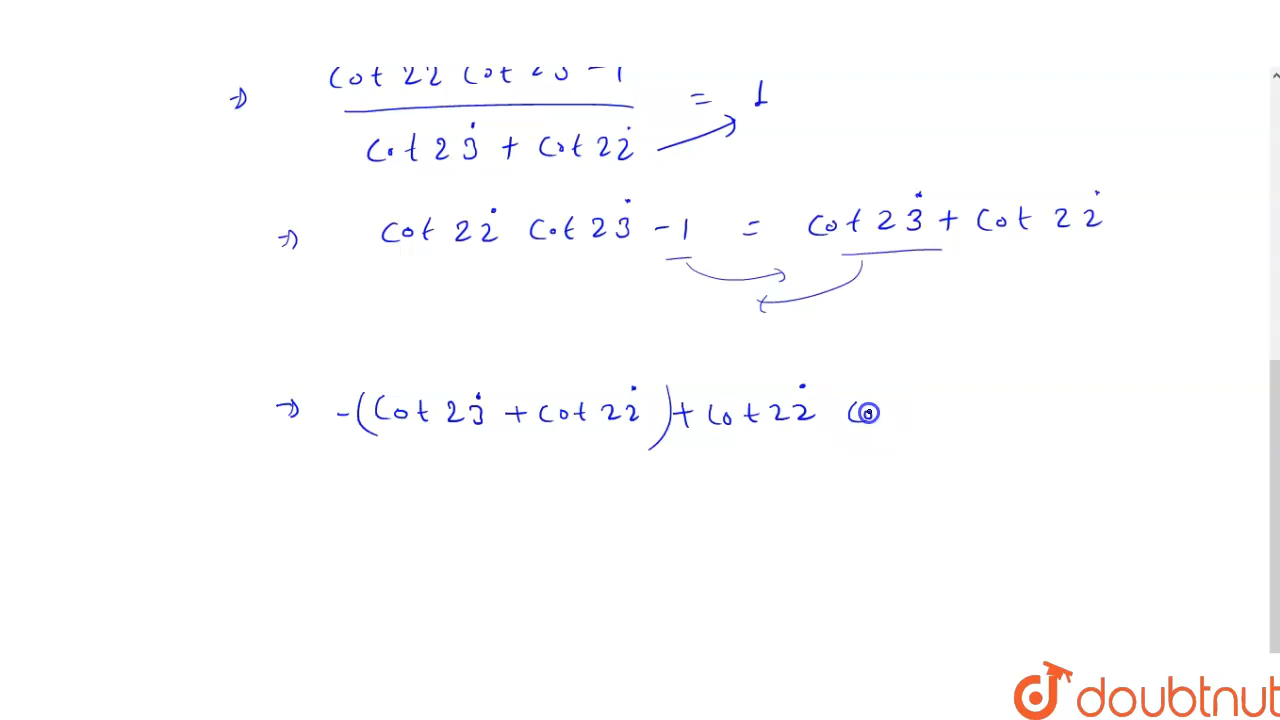 ⇒ cot 22 cot 23 - 1 = 1
cot 23° + cot 22°
⇒ cot 22° cot 23° - 1 = cot 23° + cot 22°
⇒ -(cot 23° + cot 22°) + cot 22° co
doubtnut